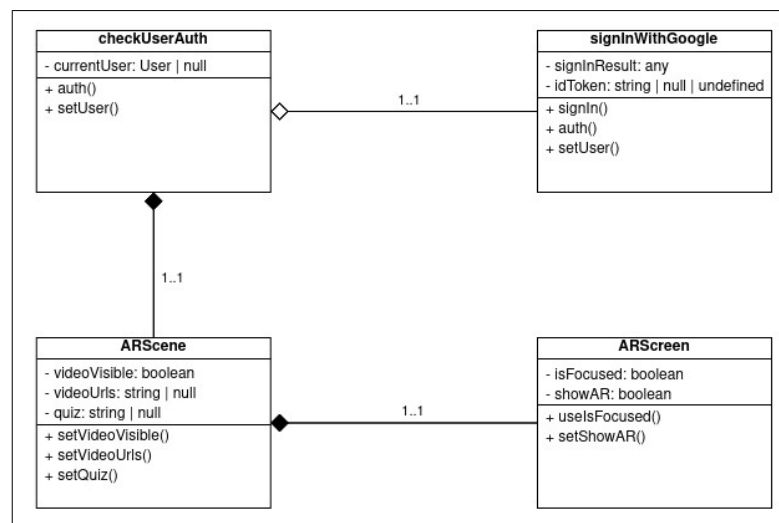 checkUserAuth
- currentUser: User | null
+ auth()
+ setUser()
1..1
signInWithGoogle
- signInResult: any
- idToken: string | null | undefined
+ signIn()
+ auth()
+ setUser()
1..1
ARScene
- videoVisible: boolean
- videoUrls: string | null
- quiz: string | null
+ setVideoVisible()
+ setVideoUrls()
+ setQuiz()
1..1
ARScreen
- isFocused: boolean
- showAR: boolean
+ useIsFocused()
+ setShowAR()